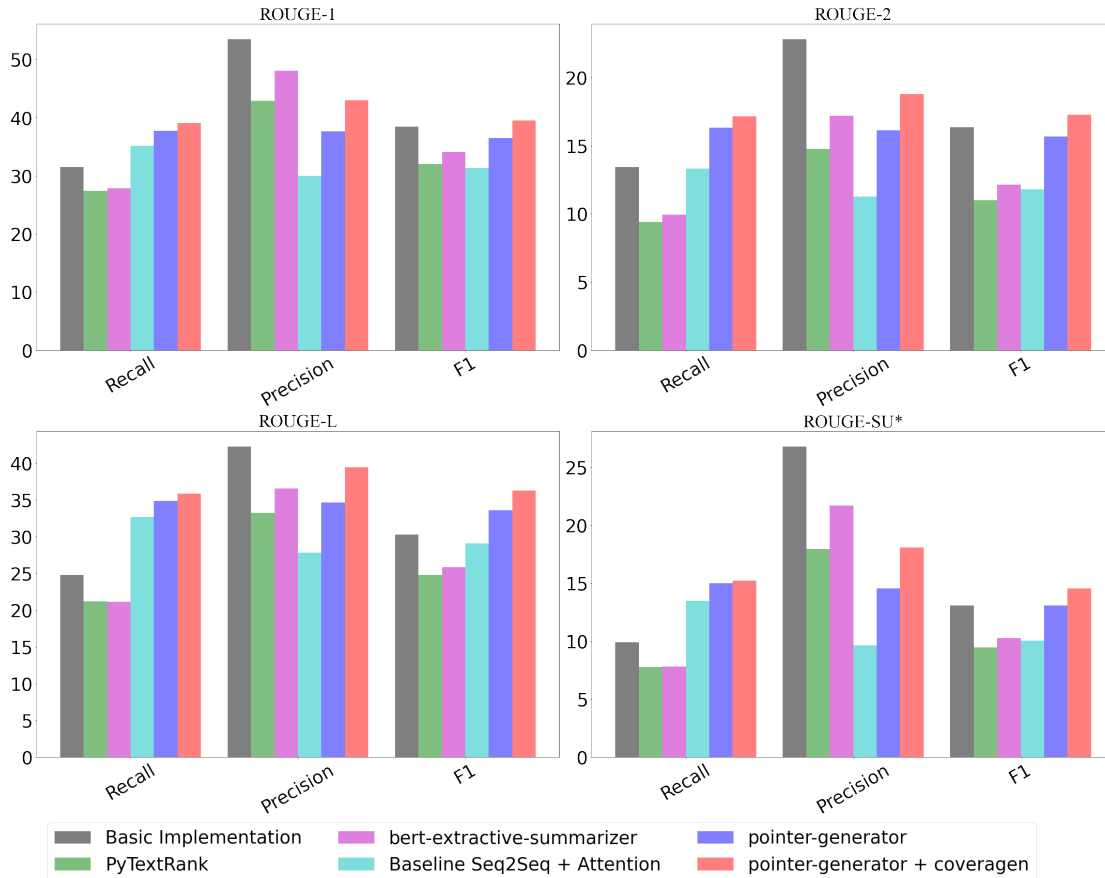 ROUGE-1
50
40
30
20
10
0
Recall
Precision
F1
ROUGE-2
20
15
10
5
0
Recall
Precision
F1
ROUGE-L
40
35
30
25
20
15
10
5
0
Recall
Precision
F1
ROUGE-SU*
25
20
15
10
5
0
Recall
Precision
F1
Basic Implementation
PyTextRank
bert-extractive-summarizer
Baseline Seq2Seq + Attention
pointer-generator
pointer-generator + coveragen